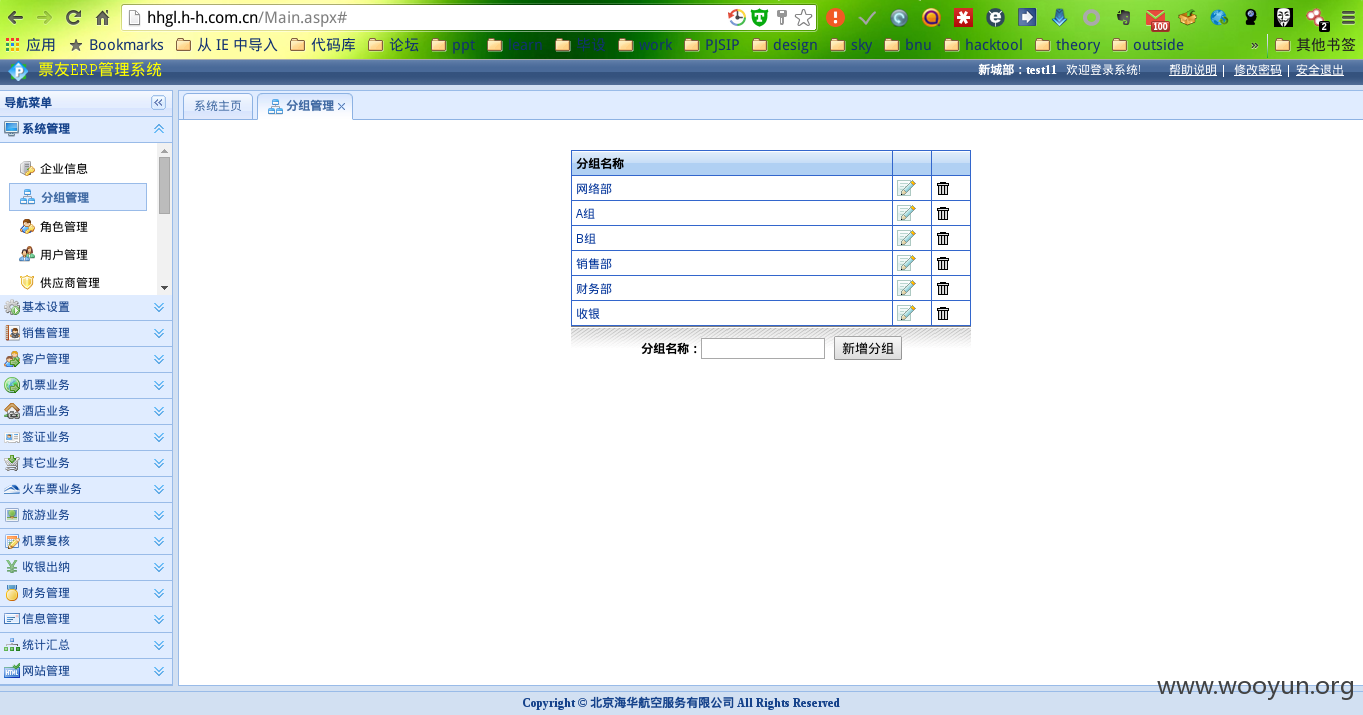 hhgl.h-h.com.cn/Main.aspx#
100
2
应用 Bookmarks 从 IE 中导入 代码库 论坛 ppt work PJSIP design sky bnu hacktool theory outside » 其他书签
票友ERP管理系统
新城部：test11 欢迎登录系统! 帮助说明 | 修改密码 | 安全退出
导航菜单
系统主页 分组管理
系统管理
企业信息
分组管理
角色管理
用户管理
供应商管理
基本设置
销售管理
客户管理
机票业务
酒店业务
签证业务
其它业务
火车票业务
旅游业务
机票复核
收银出纳
财务管理
信息管理
统计汇总
网站管理
分组名称
网络部
A组
B组
销售部
财务部
收银
分组名称： 新增分组
www.wooyun.org
Copyright © 北京海华航空服务有限公司 All Rights Reserved